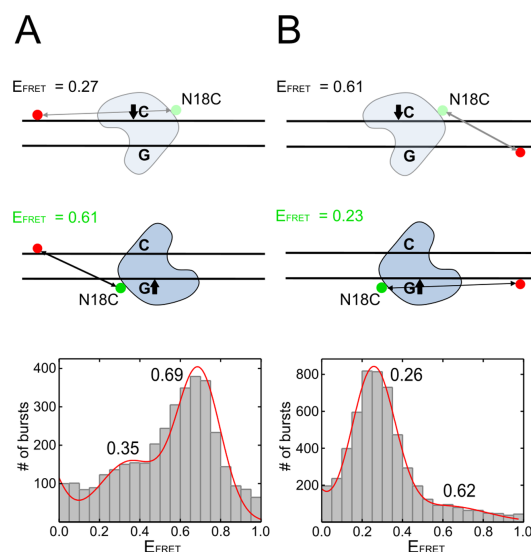 A
B
EFRET = 0.27
N18C
C
G
EFRET = 0.61
N18C
C
G
EFRET = 0.61
C
N18C
G
EFRET = 0.23
C
N18C
G
# of bursts
400
300
200
100
0.35
0.69
0.0 0.2 0.4 0.6 0.8 1.0
EFRET
# of bursts
800
600
400
200
0.26
0.62
0.0 0.2 0.4 0.6 0.8 1.0
EFRET